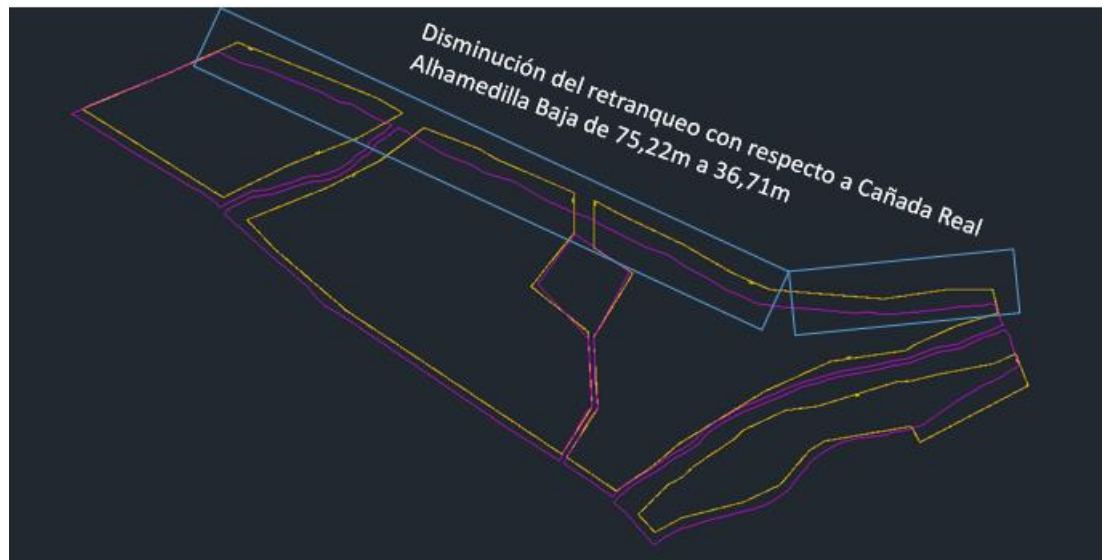 Disminución del retranqueo con respecto a Cañada Real
Alhamedilla Baja de 75,22m a 36,71m